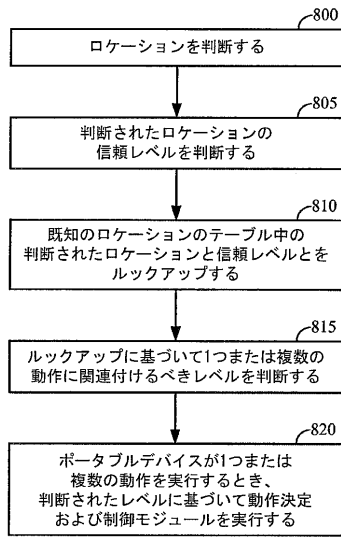 800
ロケーションを判断する
805
判断されたロケーションの
信頼レベルを判断する
810
既知のロケーションのテーブル中の
判断されたロケーションと信頼レベルとを
ルックアップする
815
ルックアップに基づいて1つまたは複数の
動作に関連付けるべきレベルを判断する
820
ポータブルデバイスが1つまたは
複数の動作を実行するとき、
判断されたレベルに基づいて動作決定
および制御モジュールを実行する